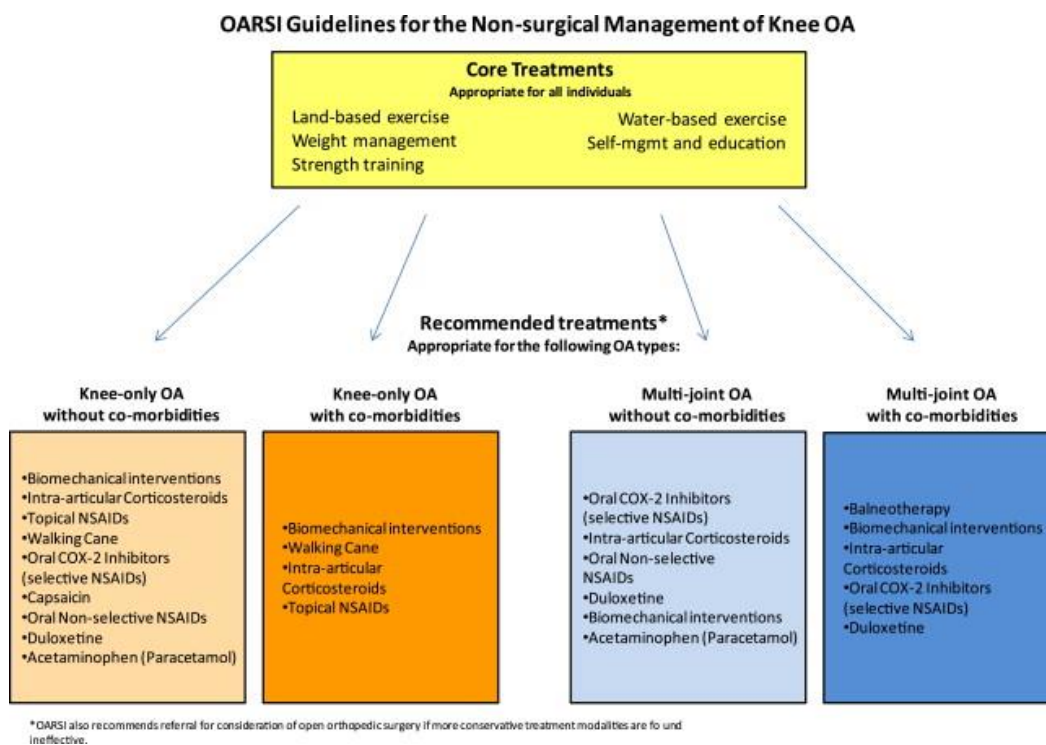 OARSI Guidelines for the Non-surgical Management of Knee OA
Core Treatments
Appropriate for all individuals
Land-based exercise
Weight management
Strength training
Water-based exercise
Self-mgmt and education
Recommended treatments*
Appropriate for the following OA types:
Knee-only OA
without co-morbidities
•Biomechanical interventions
•Intra-articular Corticosteroids
•Topical NSAIDs
•Walking Cane
•Oral COX-2 Inhibitors
(selective NSAIDs)
•Capsaicin
•Oral Non-selective NSAIDs
•Duloxetine
•Acetaminophen (Paracetamol)
Knee-only OA
with co-morbidities
•Biomechanical interventions
•Walking Cane
•Intra-articular
Corticosteroids
•Topical NSAIDs
Multi-joint OA
without co-morbidities
•Oral COX-2 Inhibitors
(selective NSAIDs)
•Intra-articular Corticosteroids
•Oral Non-selective
NSAIDs
•Duloxetine
•Biomechanical interventions
•Acetaminophen (Paracetamol)
Multi-joint OA
with co-morbidities
•Balneotherapy
•Biomechanical interventions
•Intra-articular
Corticosteroids
•Oral COX-2 Inhibitors
(selective NSAIDs)
•Duloxetine
*OARSI also recommends referral for consideration of open orthopedic surgery if more conservative treatment modalities are fo und
ineffective.